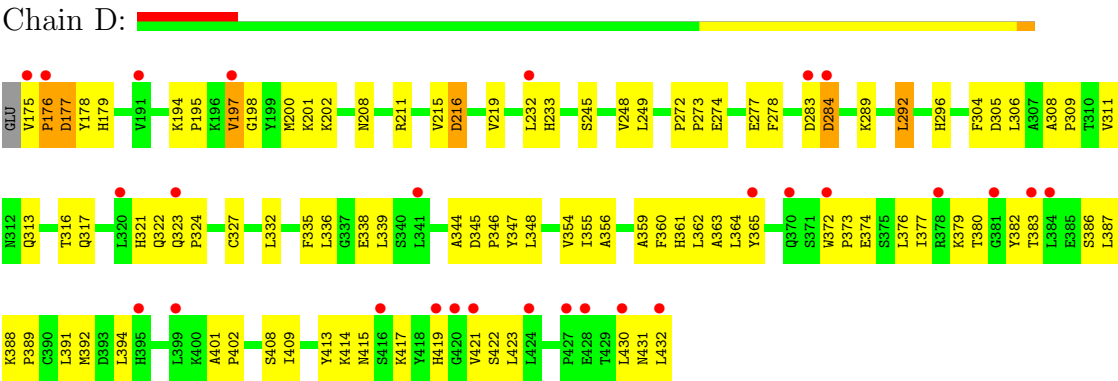 Chain D:
GLU V175 P176 D177 Y178 H179 V191 K194 P195 K196 V197 G198 Y199 M200 K201 K202 N208 R211 V215 D216 V219 L232 H233 S245 V248 L249 P272 P273 E274 E277 F278 D283 D284 K289 L292 H296 F304 D305 L306 A307 A308 P309 T310 V311
N312 Q313 T316 Q317 L320 H321 Q322 Q323 P324 C327 L332 F335 L336 G337 E338 L339 S340 L341 A344 D345 P346 Y347 L348 V354 I355 A356 A359 F360 H361 L362 A363 L364 Y365 Q370 S371 W372 P373 E374 S375 L376 I377 R378 K379 T380 G381 Y382 T383 L384 E385 S386 L387
K388 P389 C390 L391 M392 D393 L394 H395 L399 K400 A401 P402 S408 I409 Y413 K414 N415 S416 K417 Y418 H419 G420 V421 S422 L423 L424 P427 E428 T429 L430 N431 L432